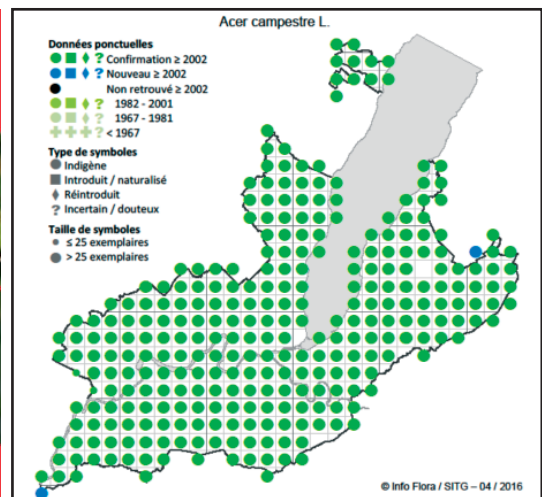 Acer campestre L.
Données ponctuelles
? Confirmation ≥ 2002
? Nouveau ≥ 2002
Non retrouvé ≥ 2002
? 1982 - 2001
? 1967 - 1981
? < 1967
Type de symboles
Indigène
Introduit / naturalisé
Réintroduit
? Incertain / douteux
Taille de symboles
≤ 25 exemplaires
> 25 exemplaires
© Info Flora / SITG – 04 / 2016